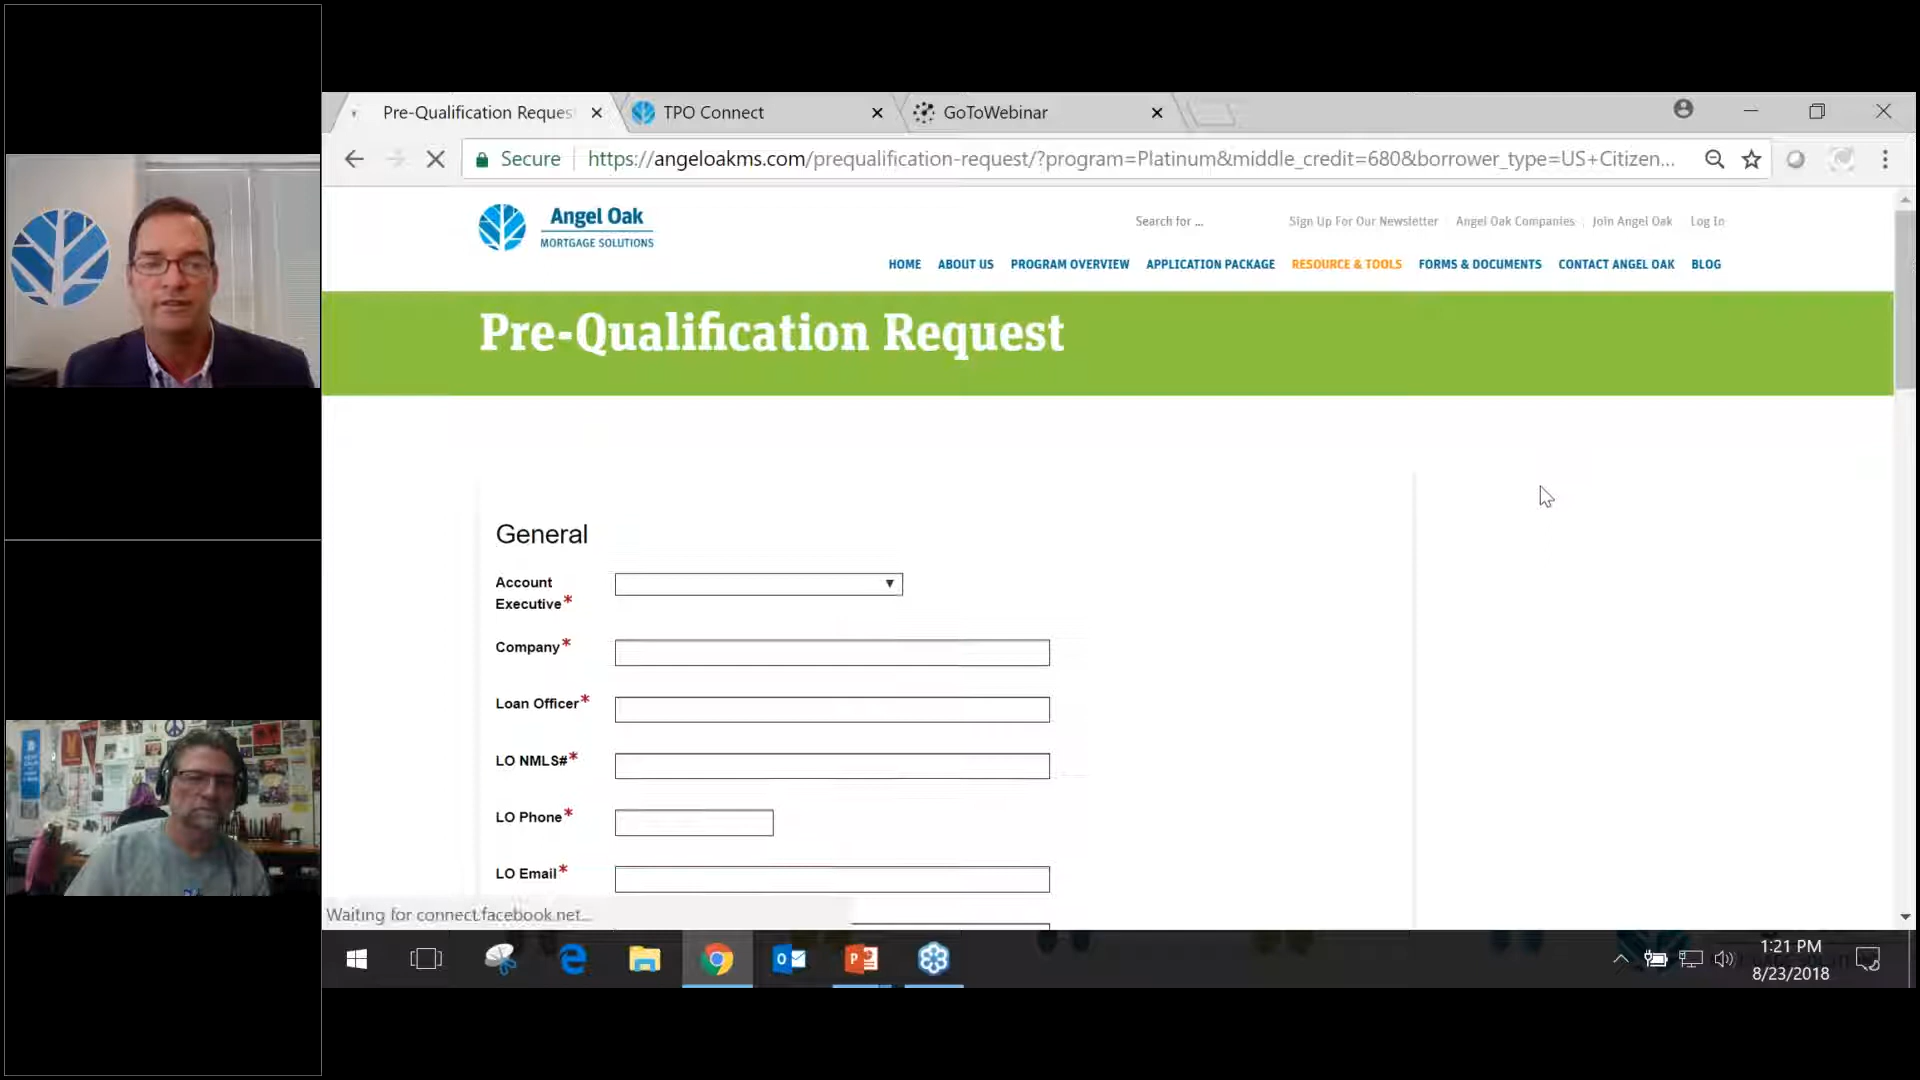 Pre-Qualification Reques
TPO Connect
GoToWebinar
Secure
https://angeloakms.com/prequalification-request/?program=Platinum&middle_credit=680&borrower_type=US+Citizen...
Angel Oak
MORTGAGE SOLUTIONS
Search for ...
Sign Up For Our Newsletter
Angel Oak Companies
Join Angel Oak
Log In
HOME
ABOUT US
PROGRAM OVERVIEW
APPLICATION PACKAGE
RESOURCE & TOOLS
FORMS & DOCUMENTS
CONTACT ANGEL OAK
BLOG
Pre-Qualification Request
General
Account
Executive*
Company*
Loan Officer*
LO NMLS#*
LO Phone*
LO Email*
Waiting for connect.facebook.net...
1:21 PM
8/23/2018